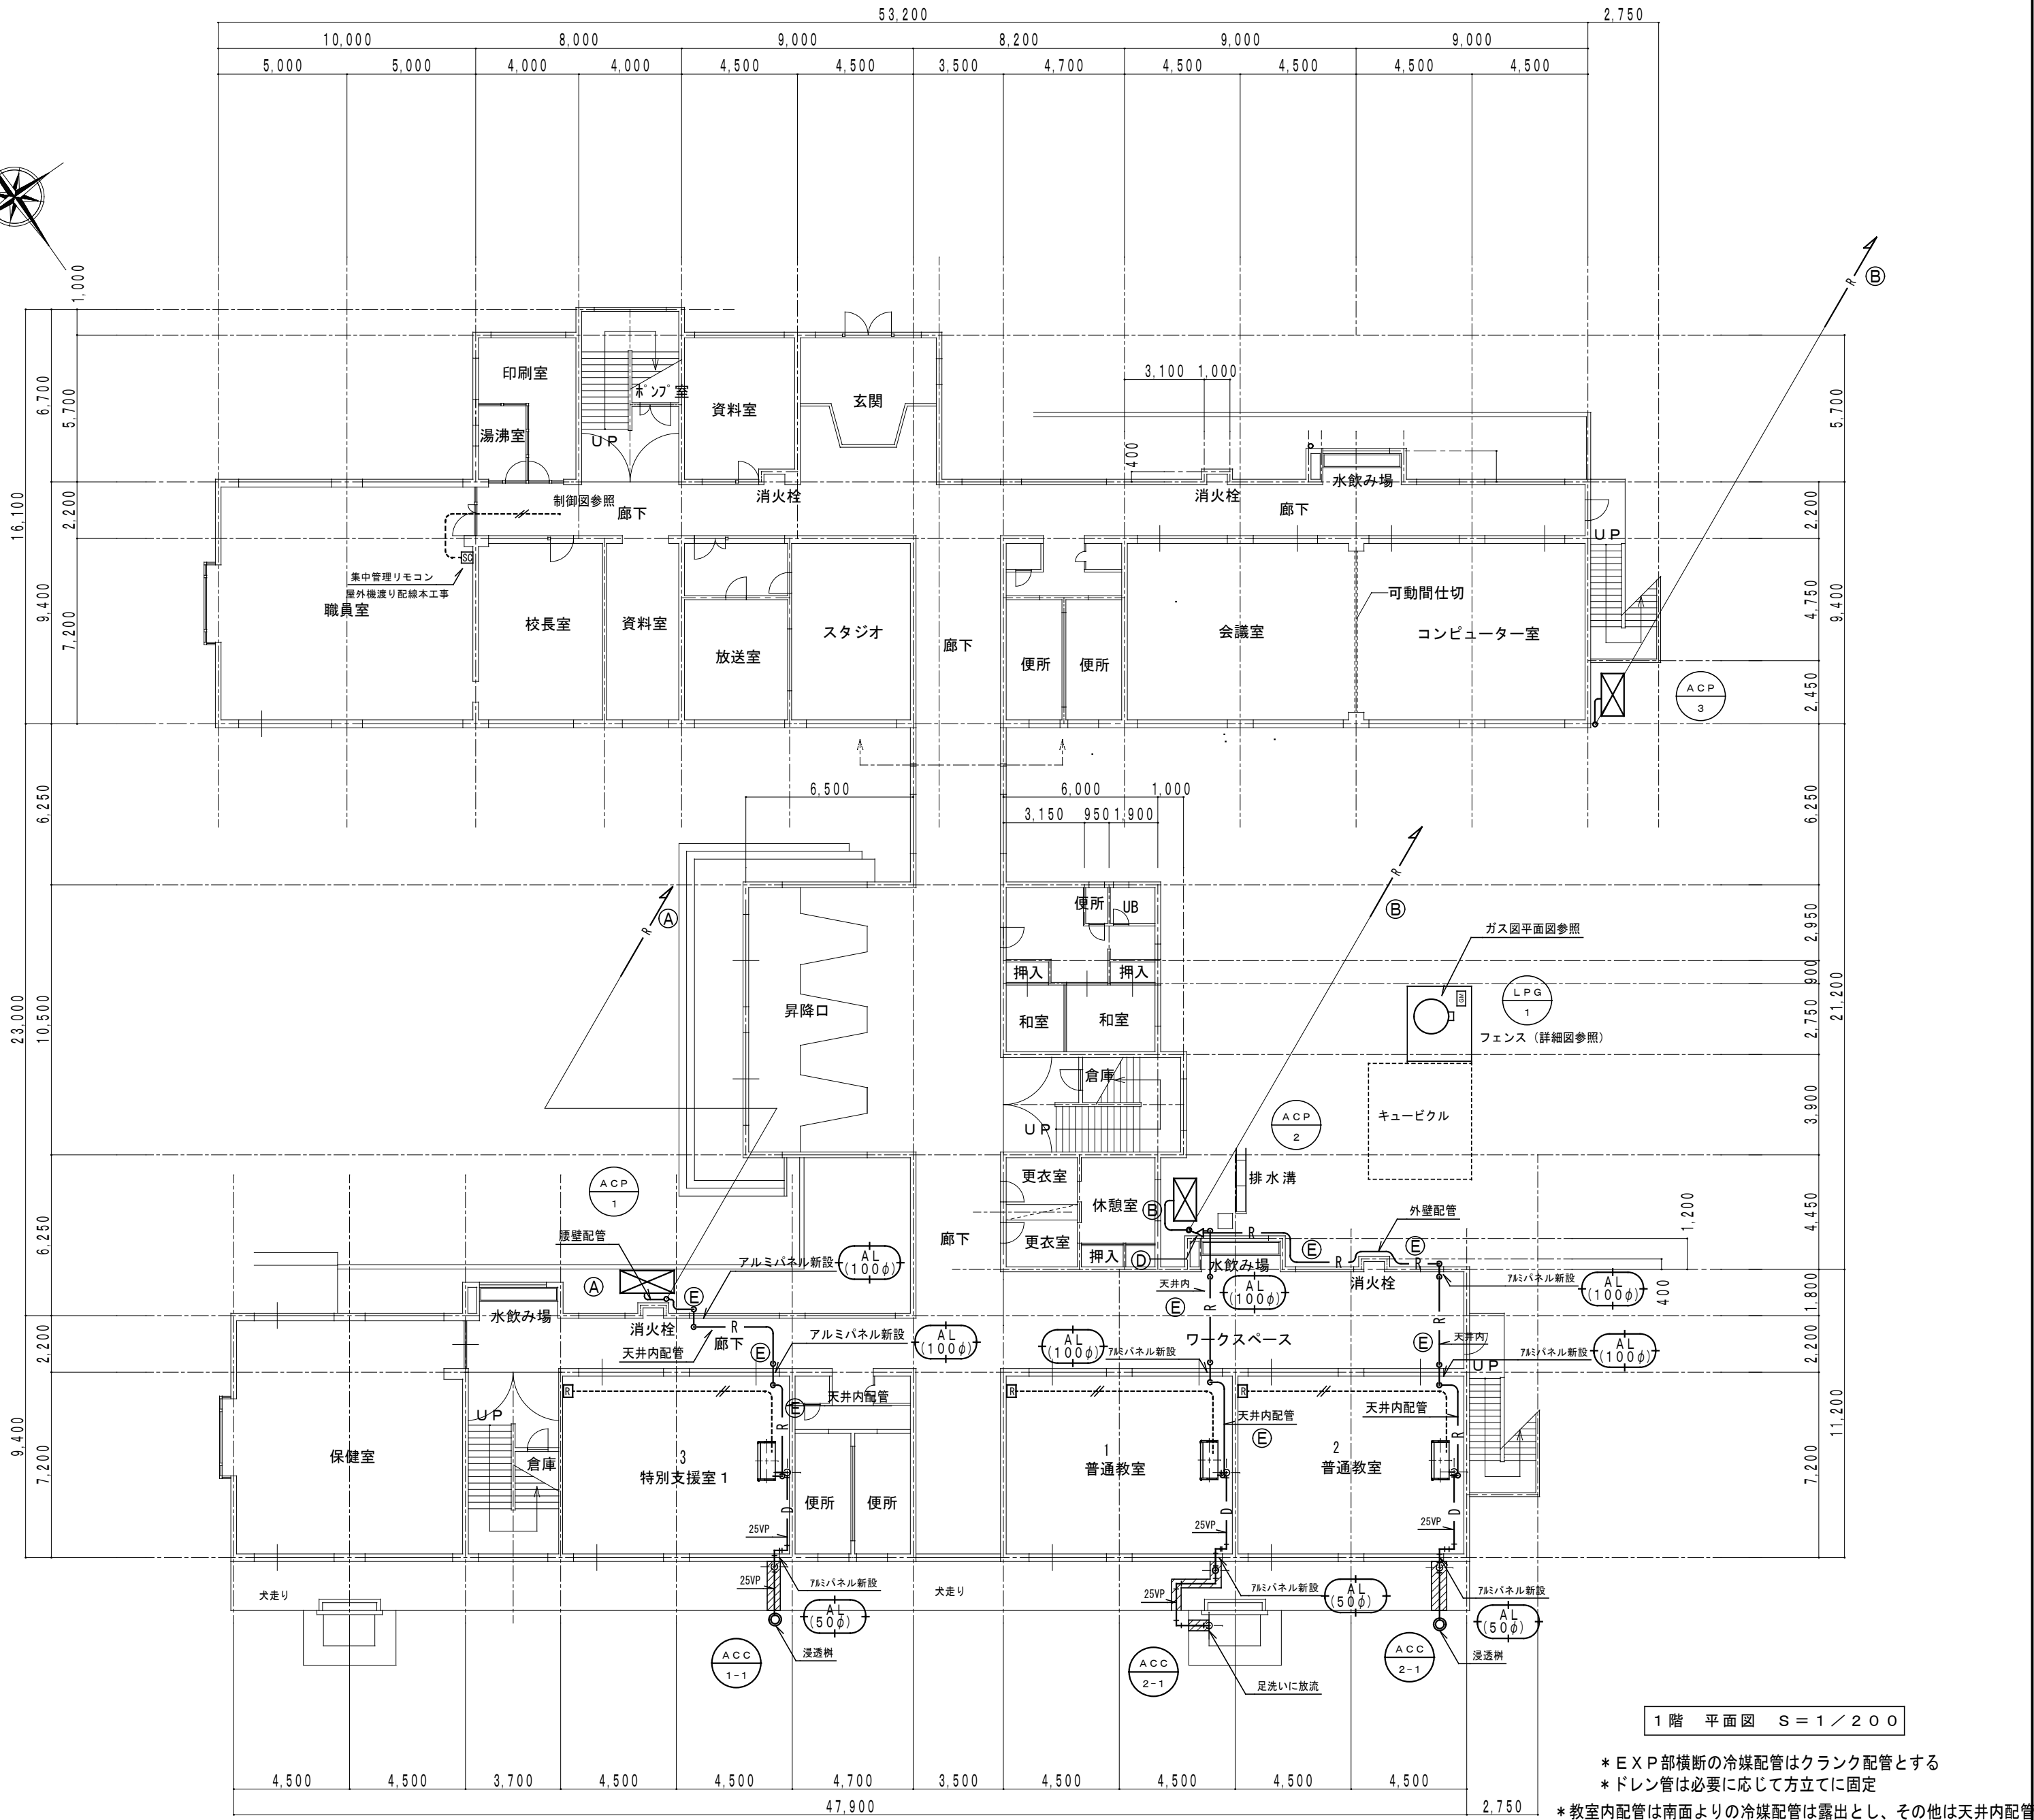 53,200
2,750
10,000
8,000
9,000
8,200
9,000
9,000
5,000
5,000
4,000
4,000
4,500
4,500
3,500
4,700
4,500
4,500
4,500
4,500
1,000
R
Ⓑ
6,700
5,700
16,100
2,200
9,400
7,200
印刷室
ポンプ室
資料室
玄関
湯沸室
UP
3,100
1,000
400
5,700
制御図参照
廊下
消火栓
消火栓
水飲み場
廊下
2,200
UP
SC
集中管理リモコン
屋外機渡り配線本工事
職員室
校長室
資料室
放送室
スタジオ
廊下
便所
便所
会議室
可動間仕切
コンピューター室
4,750
9,400
2,450
ACP
3
6,250
6,500
6,000
1,000
3,150
950
1,900
6,250
R
Ⓐ
R
Ⓑ
便所
UB
押入
押入
和室
和室
昇降口
ガス図平面図参照
GM
LPG
1
フェンス（詳細図参照）
2,950
900
2,750
21,200
23,000
10,500
倉庫
UP
ACP
2
キュービクル
3,900
更衣室
休憩室
更衣室
押入
Ⓑ
Ⓓ
排水溝
外壁配管
R
Ⓔ
R
Ⓔ
R
1,200
4,450
廊下
ACP
1
腰壁配管
アルミパネル新設
AL
(100φ)
6,250
Ⓐ
Ⓔ
水飲み場
消火栓
R
廊下
天井内配管
Ⓔ
アルミパネル新設
AL
(100φ)
水飲み場
天井内
AL
(100φ)
Ⓔ
R
消火栓
ｱﾙﾐパネル新設
AL
(100φ)
400
1,800
ワークスペース
AL
(100φ)
ｱﾙﾐパネル新設
R
Ⓔ
天井内
ｱﾙﾐパネル新設
AL
(100φ)
2,200
UP
2,200
9,400
7,200
UP
保健室
倉庫
R
3
特別支援室1
天井内配管
Ⓔ
R
D
25VP
便所
便所
R
1
普通教室
天井内配管
Ⓔ
D
25VP
R
2
普通教室
天井内配管
R
D
25VP
11,200
7,200
犬走り
25VP
ｱﾙﾐパネル新設
AL
(50φ)
浸透桝
ACC
1-1
犬走り
25VP
ｱﾙﾐパネル新設
AL
(50φ)
足洗いに放流
ACC
2-1
ｱﾙﾐパネル新設
AL
(50φ)
浸透桝
ACC
2-1
1階　平面図　S＝1／200
4,500
4,500
3,700
4,500
4,500
4,700
3,500
4,500
4,500
4,500
4,500
47,900
2,750
＊EXP部横断の冷媒配管はクランク配管とする
＊ドレン管は必要に応じて方立てに固定
＊教室内配管は南面よりの冷媒配管は露出とし、その他は天井内配管